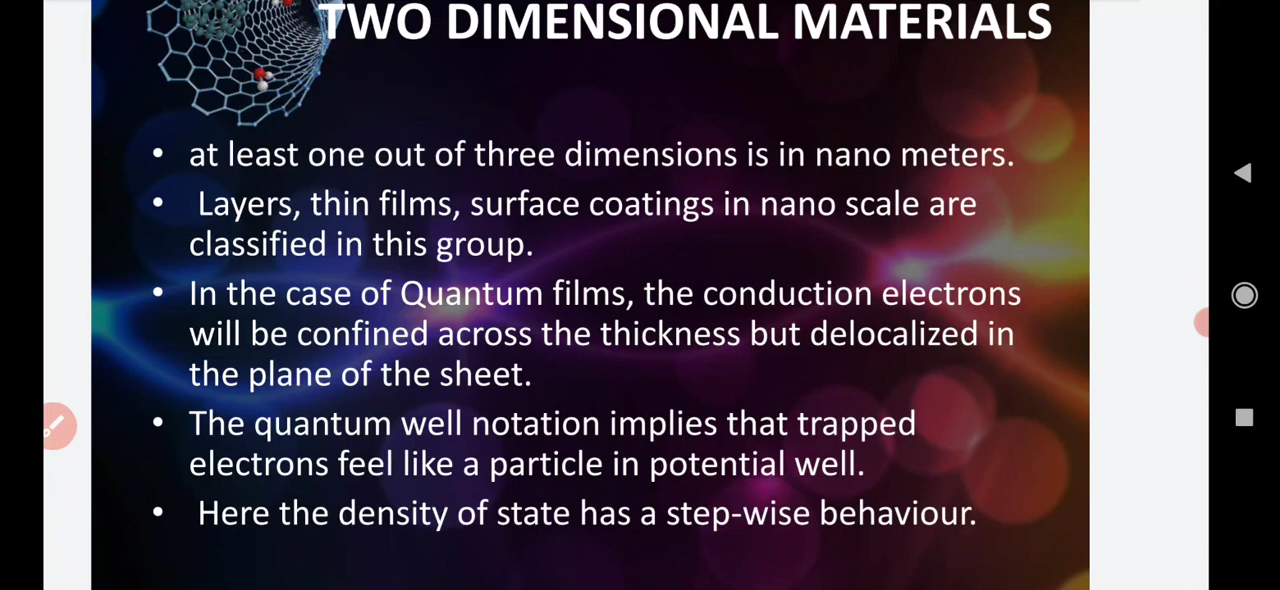 TWO DIMENSIONAL MATERIALS
• at least one out of three dimensions is in nano meters.
• Layers, thin films, surface coatings in nano scale are
classified in this group.
• In the case of Quantum films, the conduction electrons
will be confined across the thickness but delocalized in
the plane of the sheet.
• The quantum well notation implies that trapped
electrons feel like a particle in potential well.
• Here the density of state has a step-wise behaviour.